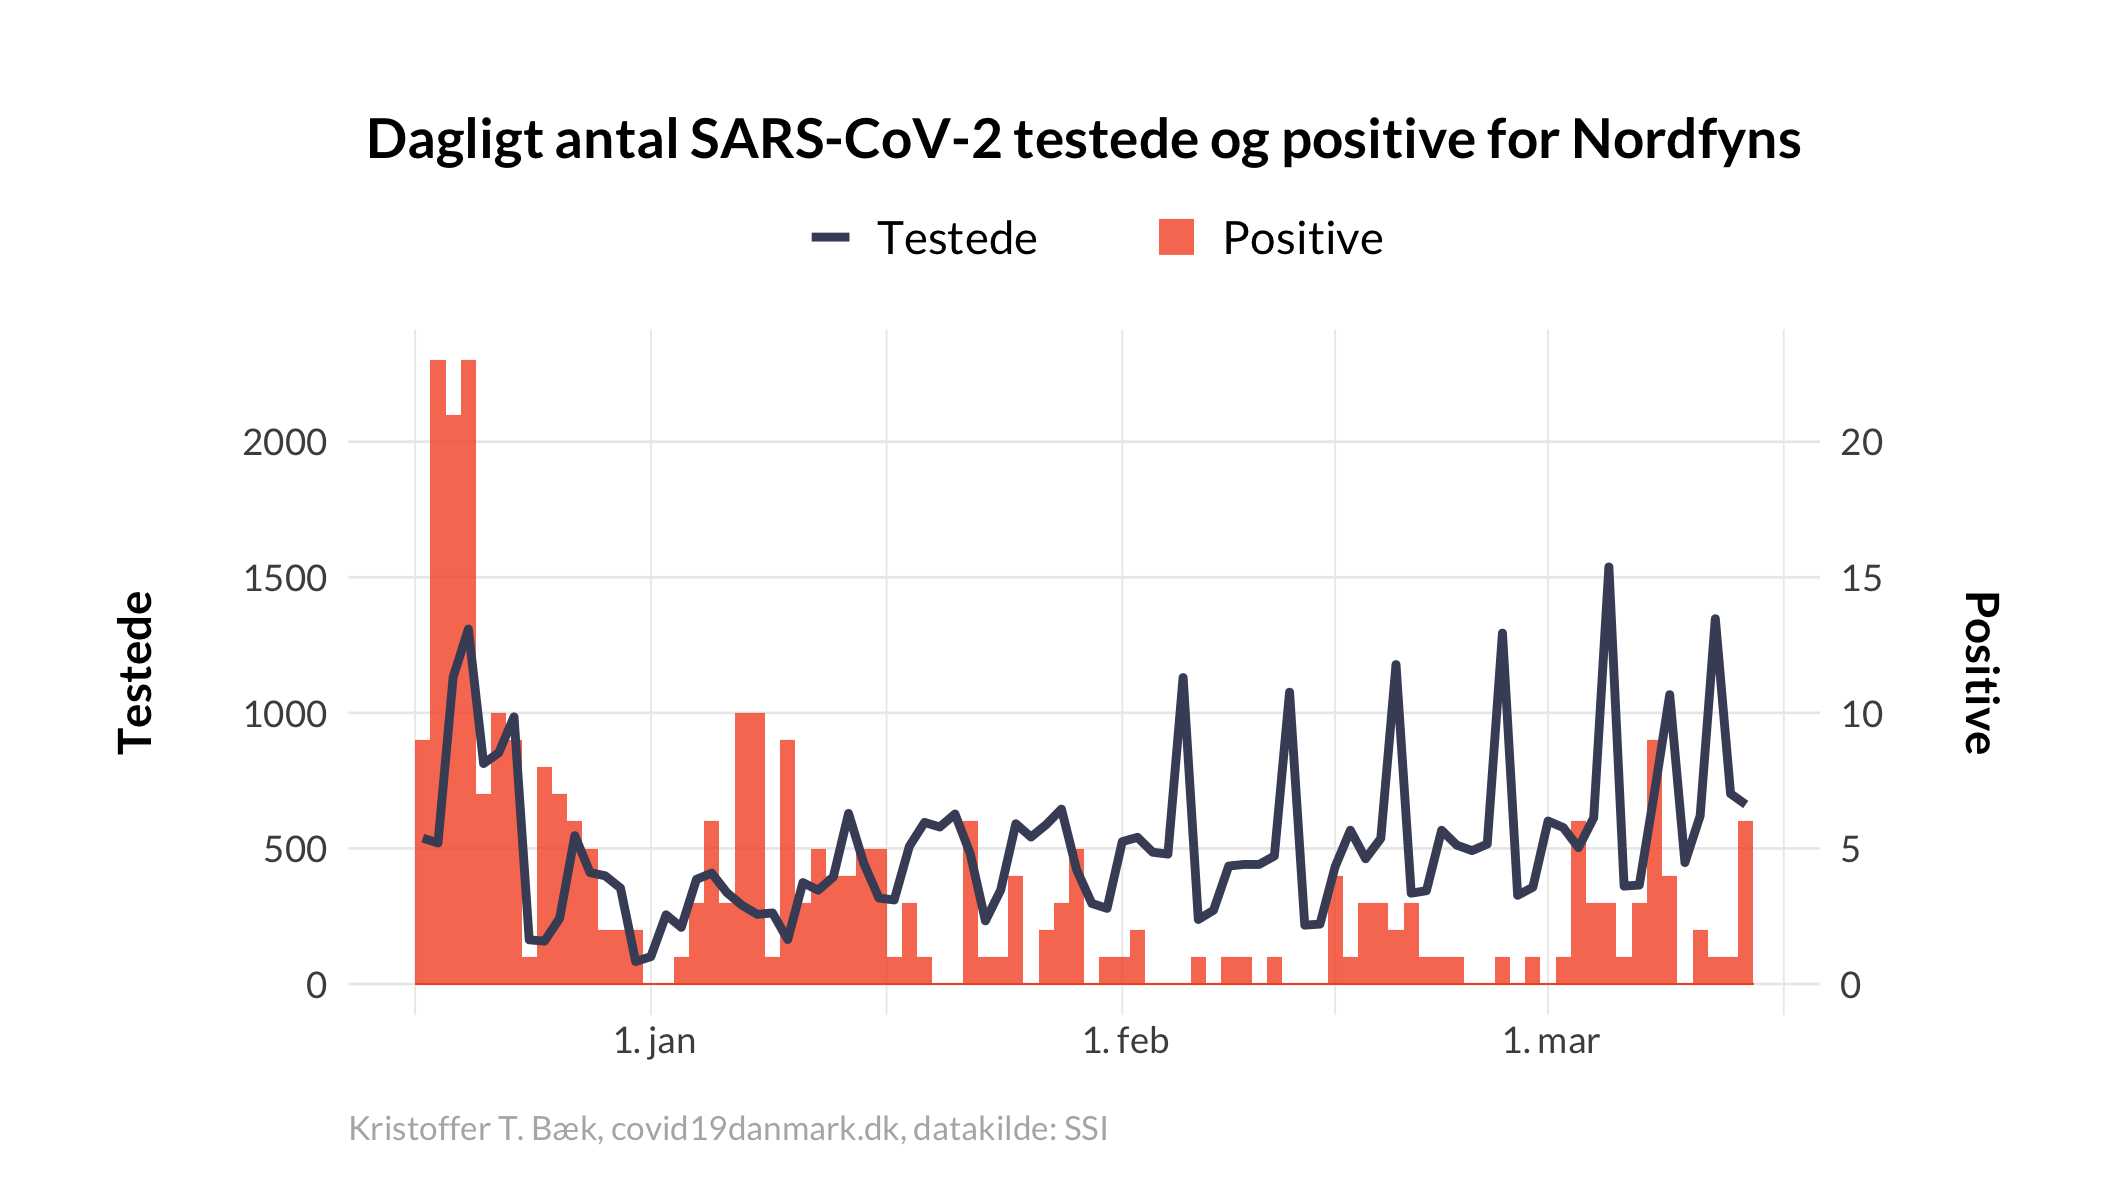 Dagligt antal SARS-CoV-2 testede og positive for Nordfyns
Testede Positive
2000 20
1500 15
1000 10
500 5
0 0
Testede
Positive
1. jan 1. feb 1. mar
Kristoffer T. Bæk, covid19danmark.dk, datakilde: SSI